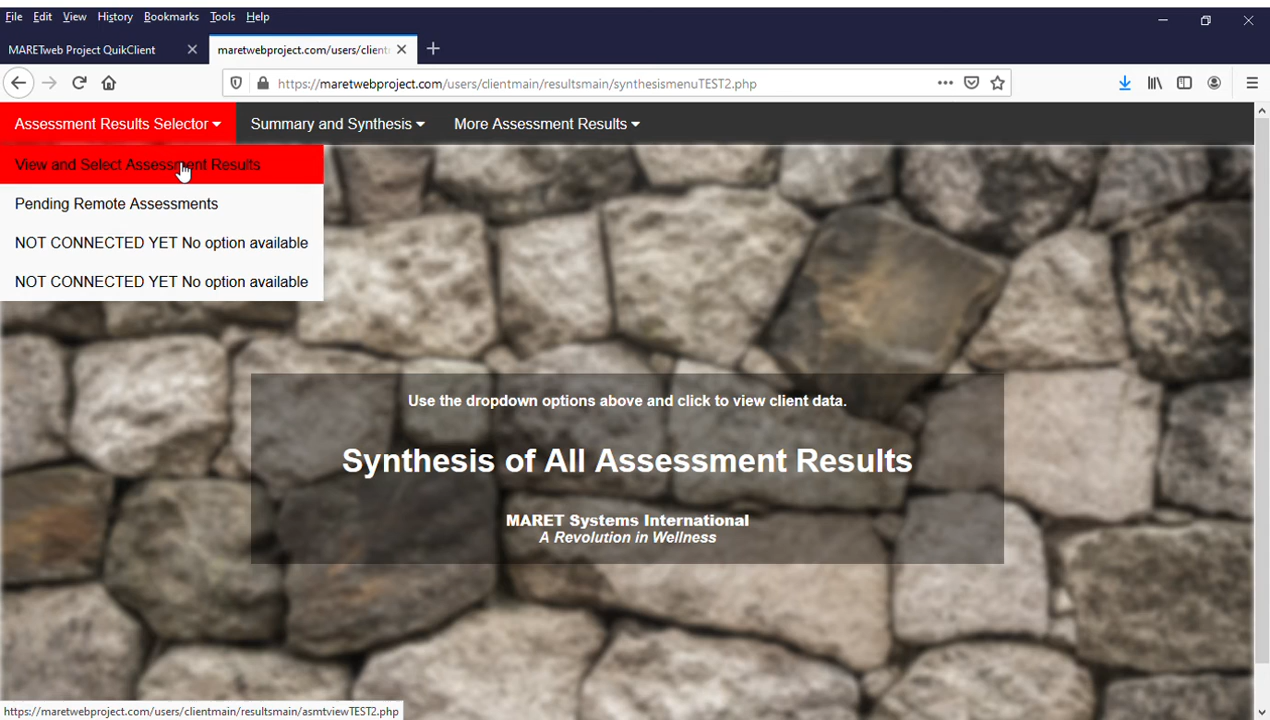 File Edit View History Bookmarks Tools Help
MARETweb Project QuikClient
maretwebproject.com/users/client
https://maretwebproject.com/users/clientmain/resultsmain/synthesismenuTEST2.php
Assessment Results Selector Summary and Synthesis More Assessment Results
View and Select Assessment Results
Pending Remote Assessments
NOT CONNECTED YET No option available
NOT CONNECTED YET No option available
Use the dropdown options above and click to view client data.
Synthesis of All Assessment Results
MARET Systems International
A Revolution in Wellness
https://maretwebproject.com/users/clientmain/resultsmain/asmtviewTEST2.php